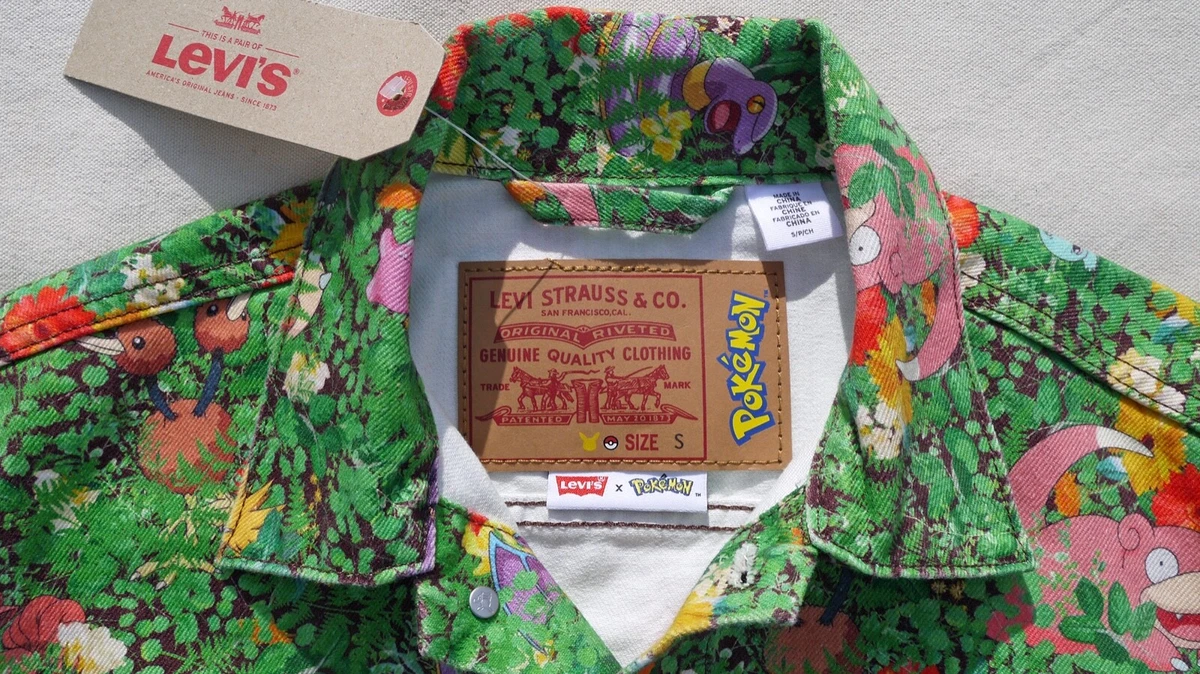 THIS IS A PAIR OF
Levi's®
AMERICA'S ORIGINAL JEANS - SINCE 1873
MADE IN
CHINA
FABRIQUÉ EN
CHINE
FABRICADO EN
CHINA
S/P/CH
LEVI STRAUSS & CO.
SAN FRANCISCO, CAL.
ORIGINAL RIVETED
GENUINE QUALITY CLOTHING
TRADE MARK
PATENTED MAY 20 1873
SIZE S
POKéMON™
Levi's® x POKéMON™